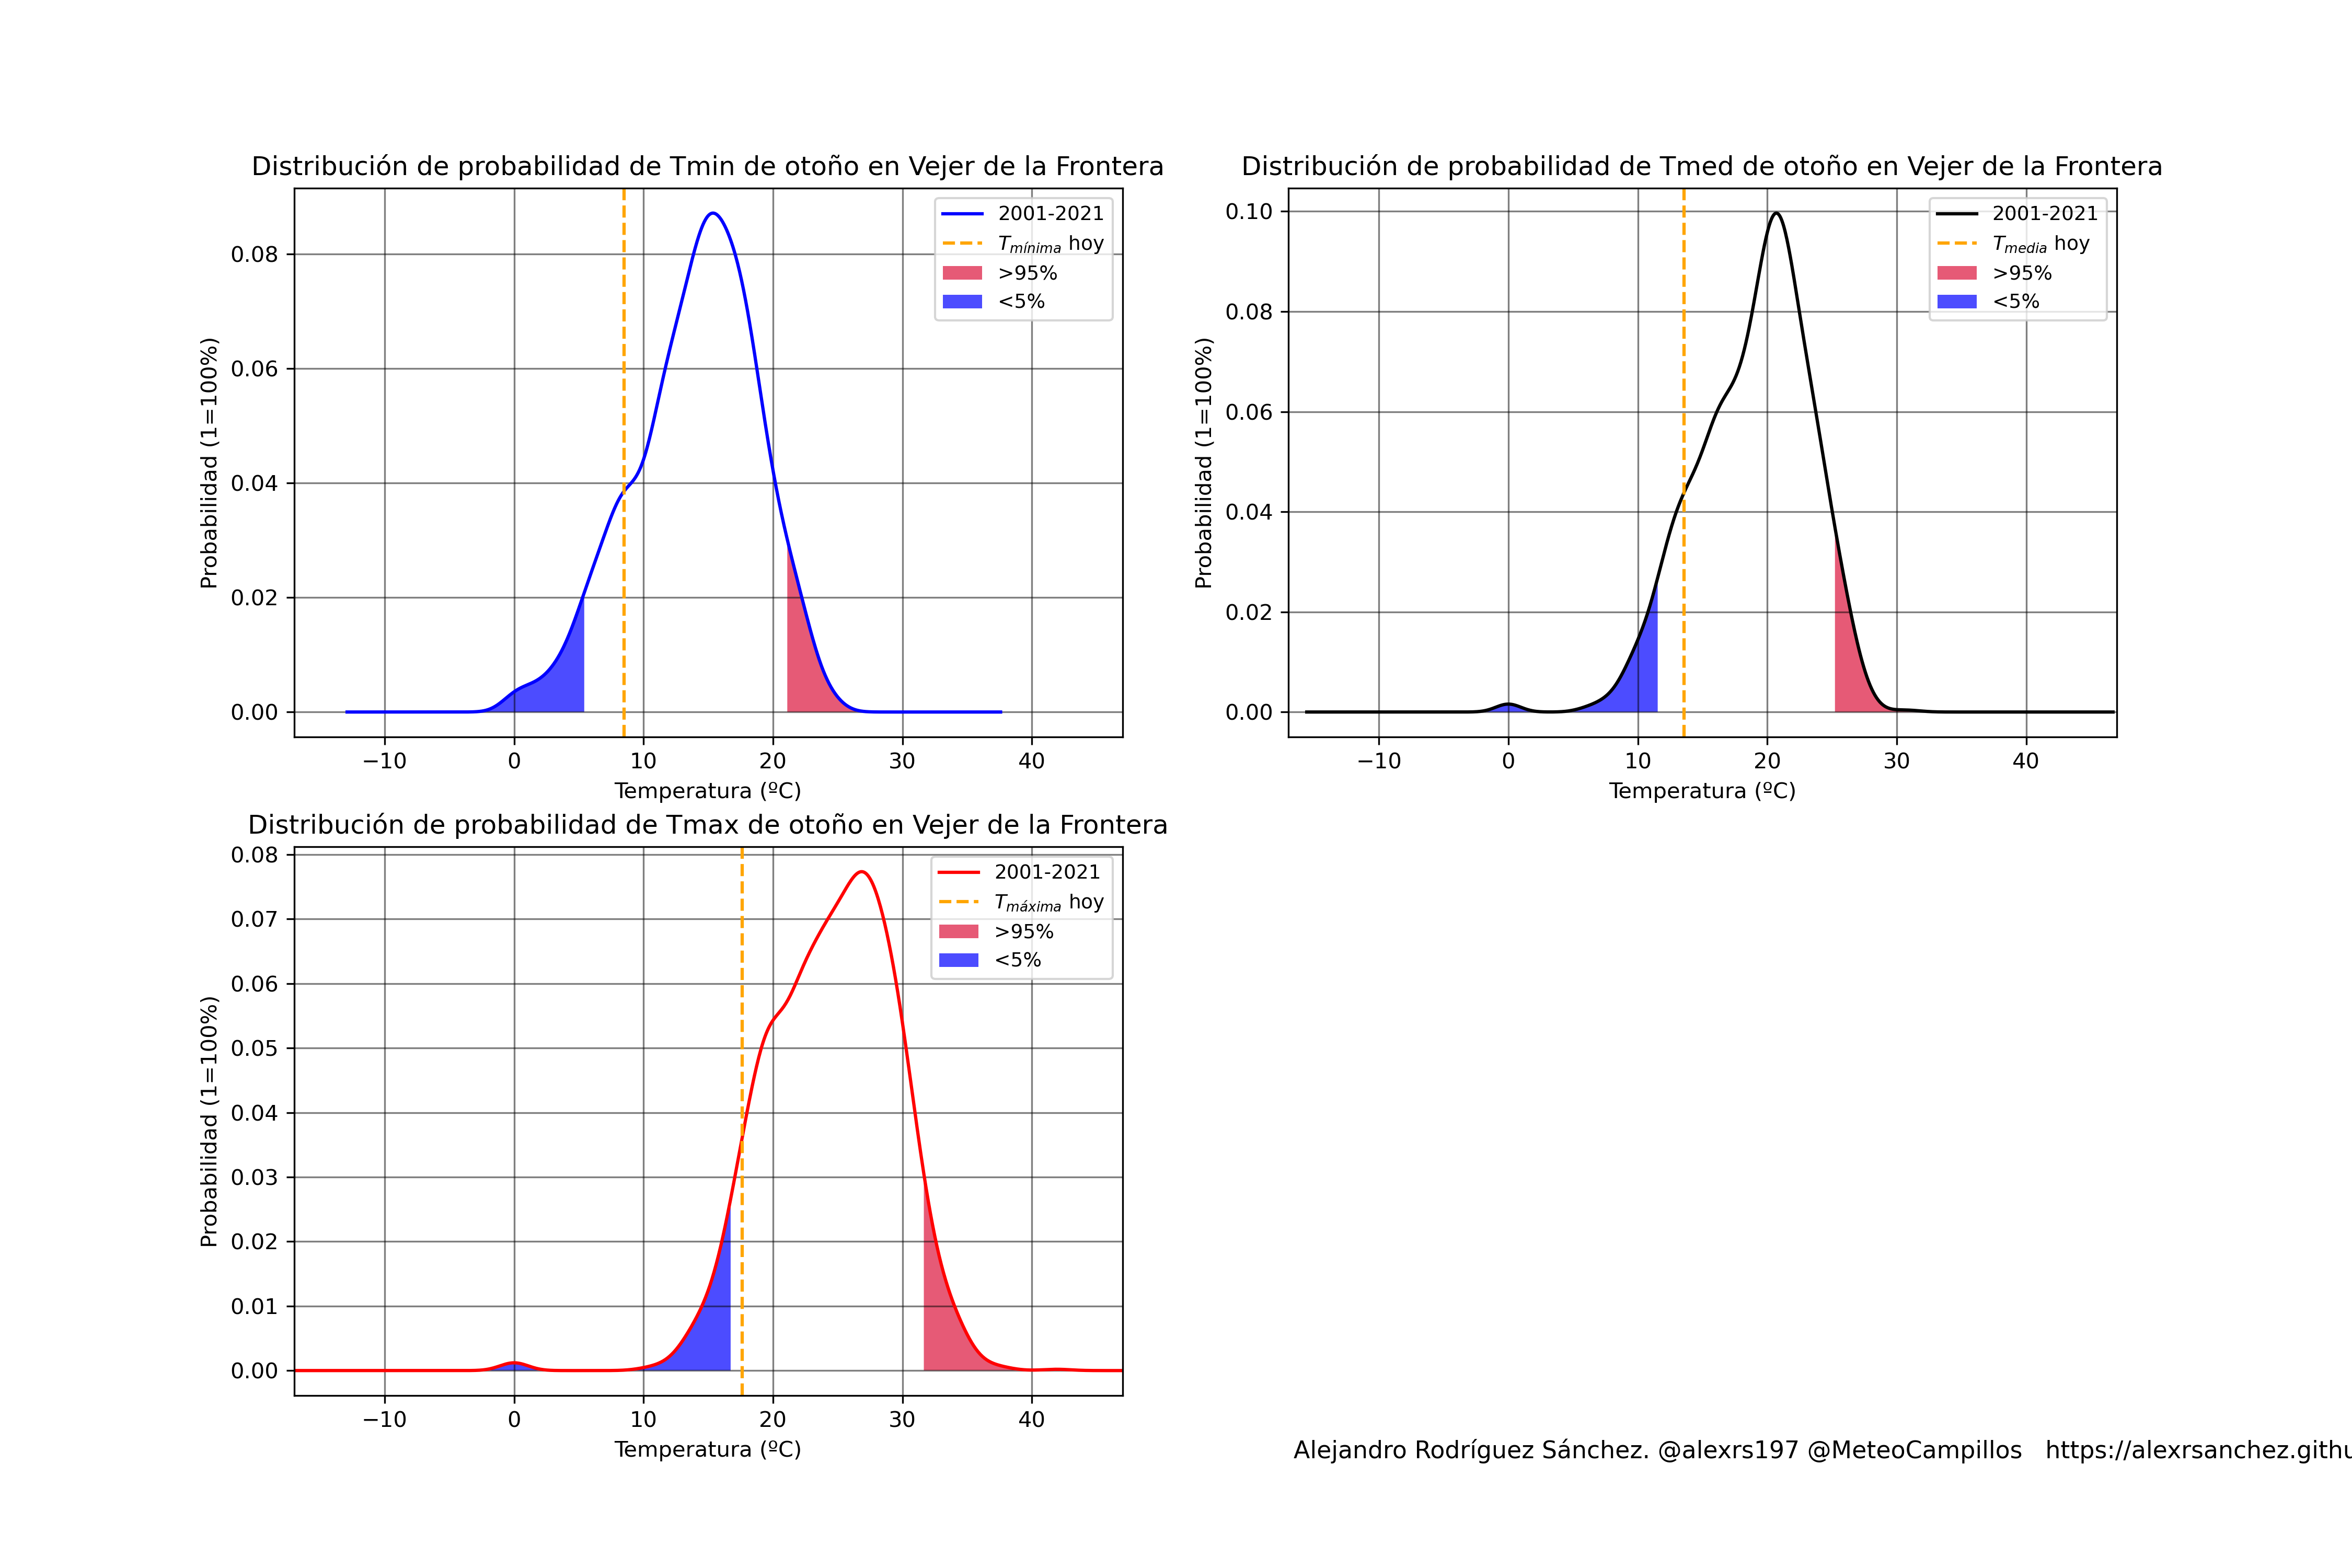 Distribución de probabilidad de Tmin de otoño en Vejer de la Frontera
Probabilidad (1=100%)
0.08
0.06
0.04
0.02
0.00
2001-2021
Tmínima hoy
>95%
<5%
−10 0 10 20 30 40
Temperatura (ºC)
Distribución de probabilidad de Tmed de otoño en Vejer de la Frontera
Probabilidad (1=100%)
0.10
0.08
0.06
0.04
0.02
0.00
2001-2021
Tmedia hoy
>95%
<5%
−10 0 10 20 30 40
Temperatura (ºC)
Distribución de probabilidad de Tmax de otoño en Vejer de la Frontera
Probabilidad (1=100%)
0.08
0.07
0.06
0.05
0.04
0.03
0.02
0.01
0.00
2001-2021
Tmáxima hoy
>95%
<5%
−10 0 10 20 30 40
Temperatura (ºC)
Alejandro Rodríguez Sánchez. @alexrs197 @MeteoCampillos https://alexrsanchez.githu